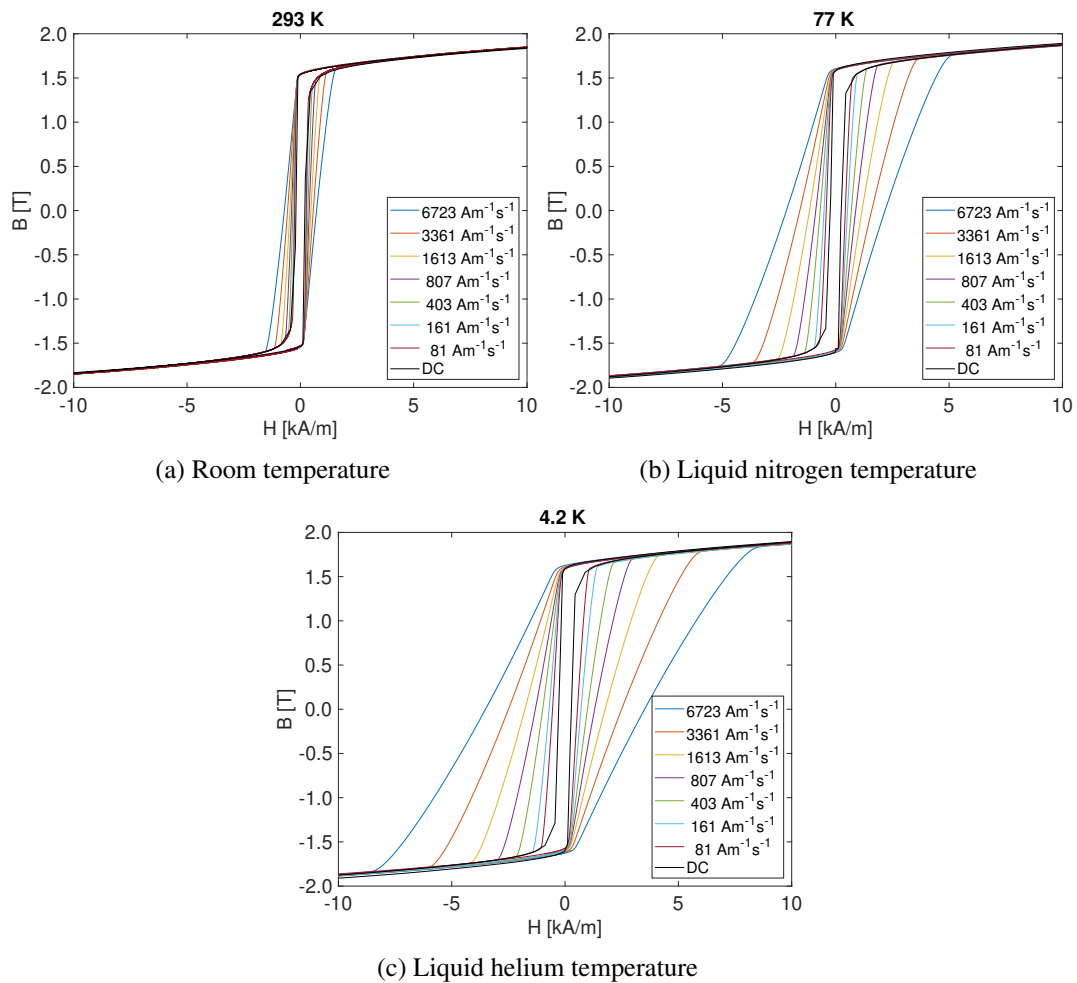 293 K
2.0
1.5
1.0
0.5
0.0
-0.5
-1.0
-1.5
-2.0
B [T]
-10 -5 0 5 10
H [kA/m]
6723 Am⁻¹s⁻¹
3361 Am⁻¹s⁻¹
1613 Am⁻¹s⁻¹
807 Am⁻¹s⁻¹
403 Am⁻¹s⁻¹
161 Am⁻¹s⁻¹
81 Am⁻¹s⁻¹
DC
(a) Room temperature
77 K
2.0
1.5
1.0
0.5
0.0
-0.5
-1.0
-1.5
-2.0
B [T]
-10 -5 0 5 10
H [kA/m]
6723 Am⁻¹s⁻¹
3361 Am⁻¹s⁻¹
1613 Am⁻¹s⁻¹
807 Am⁻¹s⁻¹
403 Am⁻¹s⁻¹
161 Am⁻¹s⁻¹
81 Am⁻¹s⁻¹
DC
(b) Liquid nitrogen temperature
4.2 K
2.0
1.5
1.0
0.5
0.0
-0.5
-1.0
-1.5
-2.0
B [T]
-10 -5 0 5 10
H [kA/m]
6723 Am⁻¹s⁻¹
3361 Am⁻¹s⁻¹
1613 Am⁻¹s⁻¹
807 Am⁻¹s⁻¹
403 Am⁻¹s⁻¹
161 Am⁻¹s⁻¹
81 Am⁻¹s⁻¹
DC
(c) Liquid helium temperature